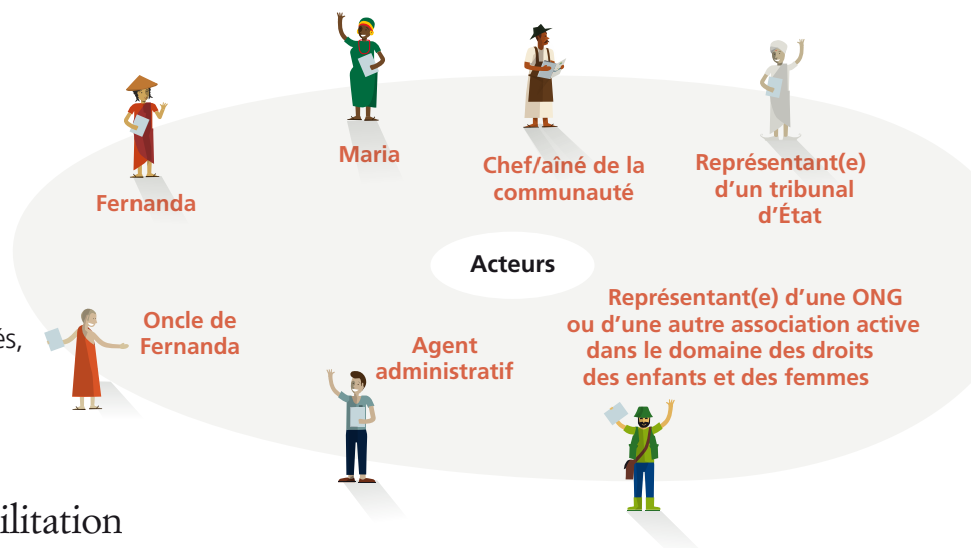 Maria
Chef/aîné de la
communauté
Représentant(e)
d'un tribunal
d'État
Fernanda
Acteurs
Oncle de
Fernanda
és,
Agent
administratif
Représentant(e) d'une ONG
ou d'une autre association active
dans le domaine des droits
des enfants et des femmes
ilitation